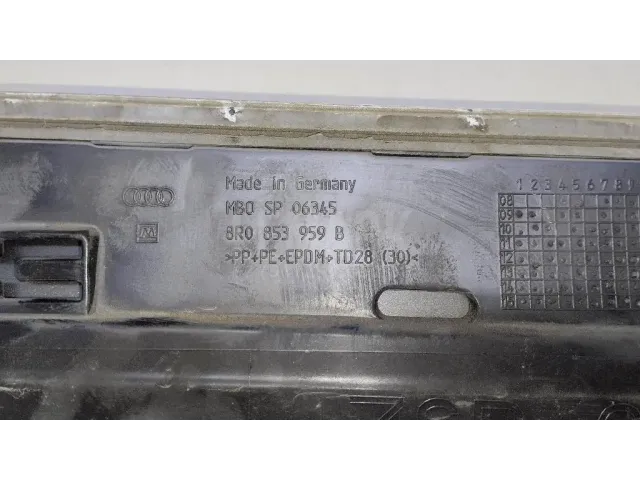 Made in Germany
MBO SP 06345
8R0 853 959 B
>PP+PE+EPDM+TD28 (30)<
1 2 3 4 5 6 7 8
08
09
10
11
12